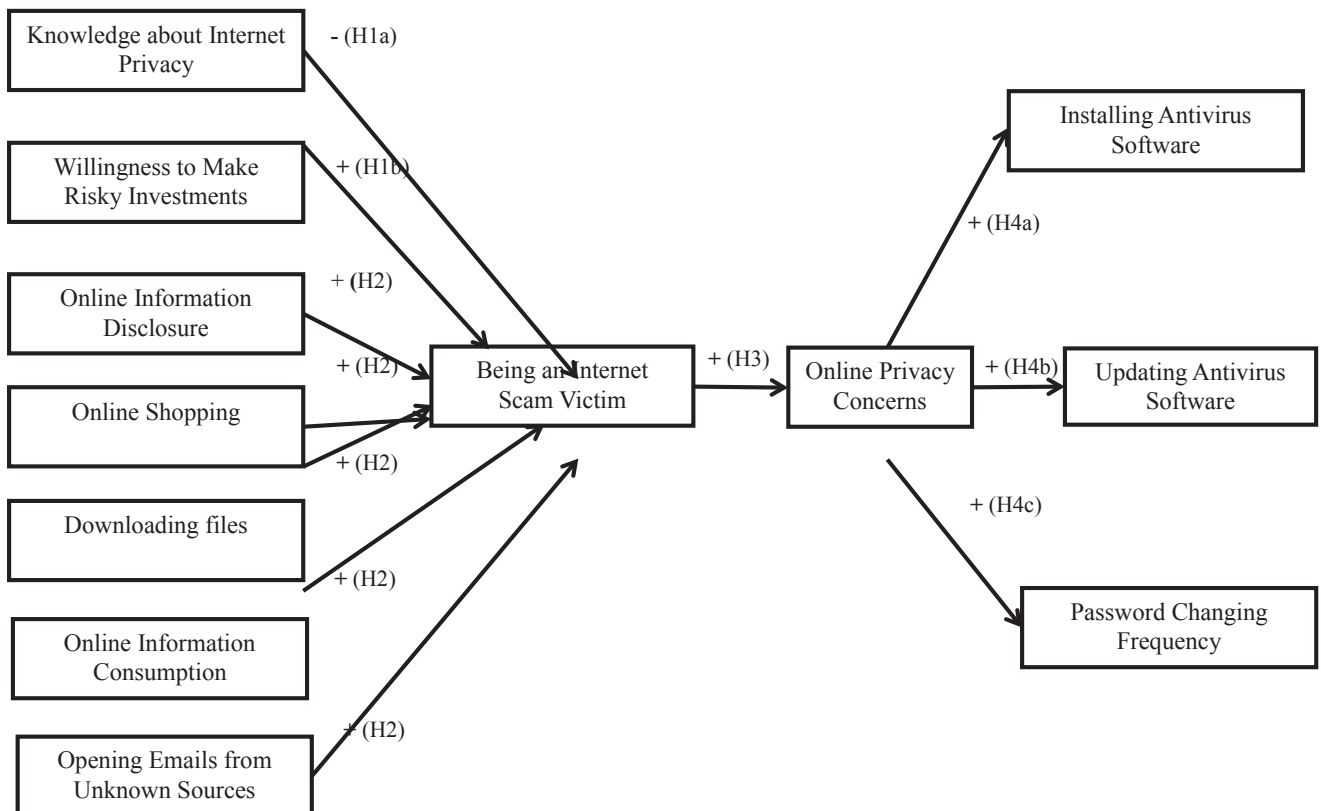 Knowledge about Internet
Privacy
- (H1a)
Willingness to Make
Risky Investments
+ (H1b)
Online Information
Disclosure
+ (H2)
Online Shopping
+ (H2)
Downloading files
+ (H2)
Online Information
Consumption
+ (H2)
Opening Emails from
Unknown Sources
+ (H2)
Being an Internet
Scam Victim
+ (H3)
Online Privacy
Concerns
+ (H4a)
Installing Antivirus
Software
+ (H4b)
Updating Antivirus
Software
+ (H4c)
Password Changing
Frequency